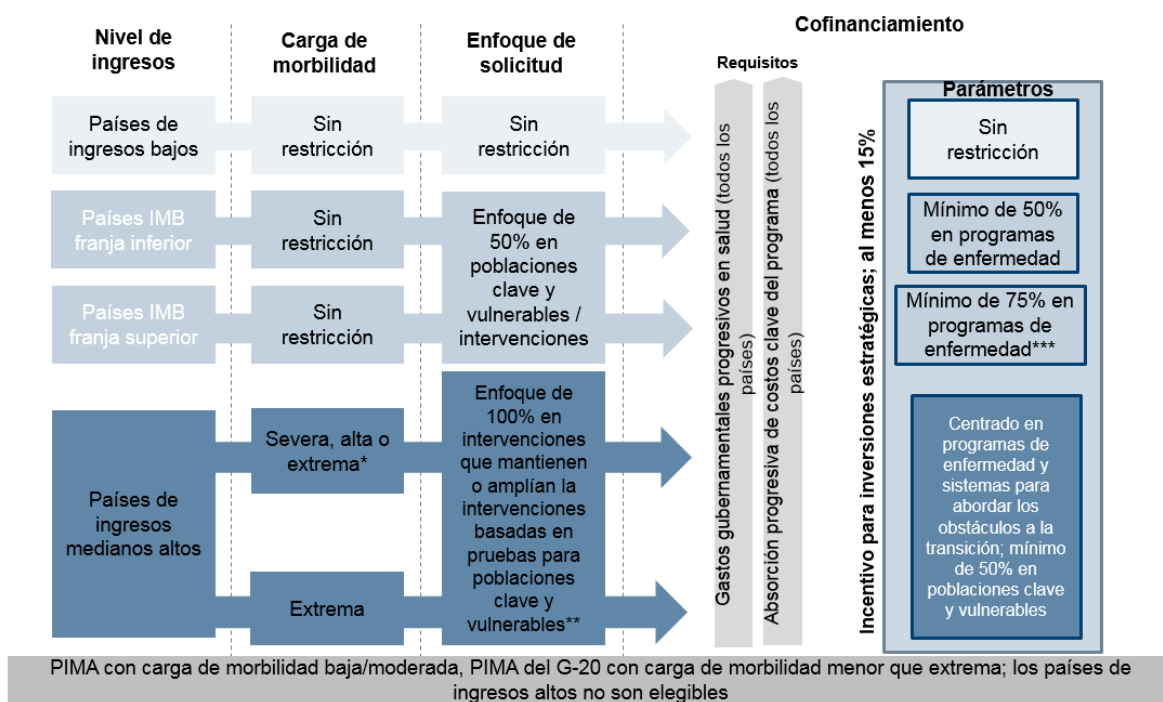 Nivel de
ingresos
Carga de
morbilidad
Enfoque de
solicitud
Cofinanciamiento
Requisitos
Parámetros
Países de
ingresos bajos
Sin
restricción
Sin
restricción
Sin
restricción
Países IMB
franja inferior
Sin
restricción
Enfoque de
50% en
poblaciones
clave y
vulnerables /
intervenciones
Mínimo de 50%
en programas
de enfermedad
Países IMB
franja superior
Sin
restricción
Mínimo de 75% en
programas de
enfermedad***
Países de
ingresos
medianos altos
Severa, alta o
extrema*
Extrema
Enfoque de
100% en
intervenciones
que mantienen
o amplían la
intervenciones
basadas en
pruebas para
poblaciones
clave y
vulnerables**
Gastos gubernamentales progresivos en salud (todos los
países)
Absorción progresiva de costos clave del programa (todos los
países)
Incentivo para inversiones estratégicas; al menos 15%
Centrado en
programas de
enfermedad y
sistemas para
abordar los
obstáculos a la
transición; mínimo
de 50% en
poblaciones clave
y vulnerables
PIMA con carga de morbilidad baja/moderada, PIMA del G-20 con carga de morbilidad menor que extrema; los países de
ingresos altos no son elegibles